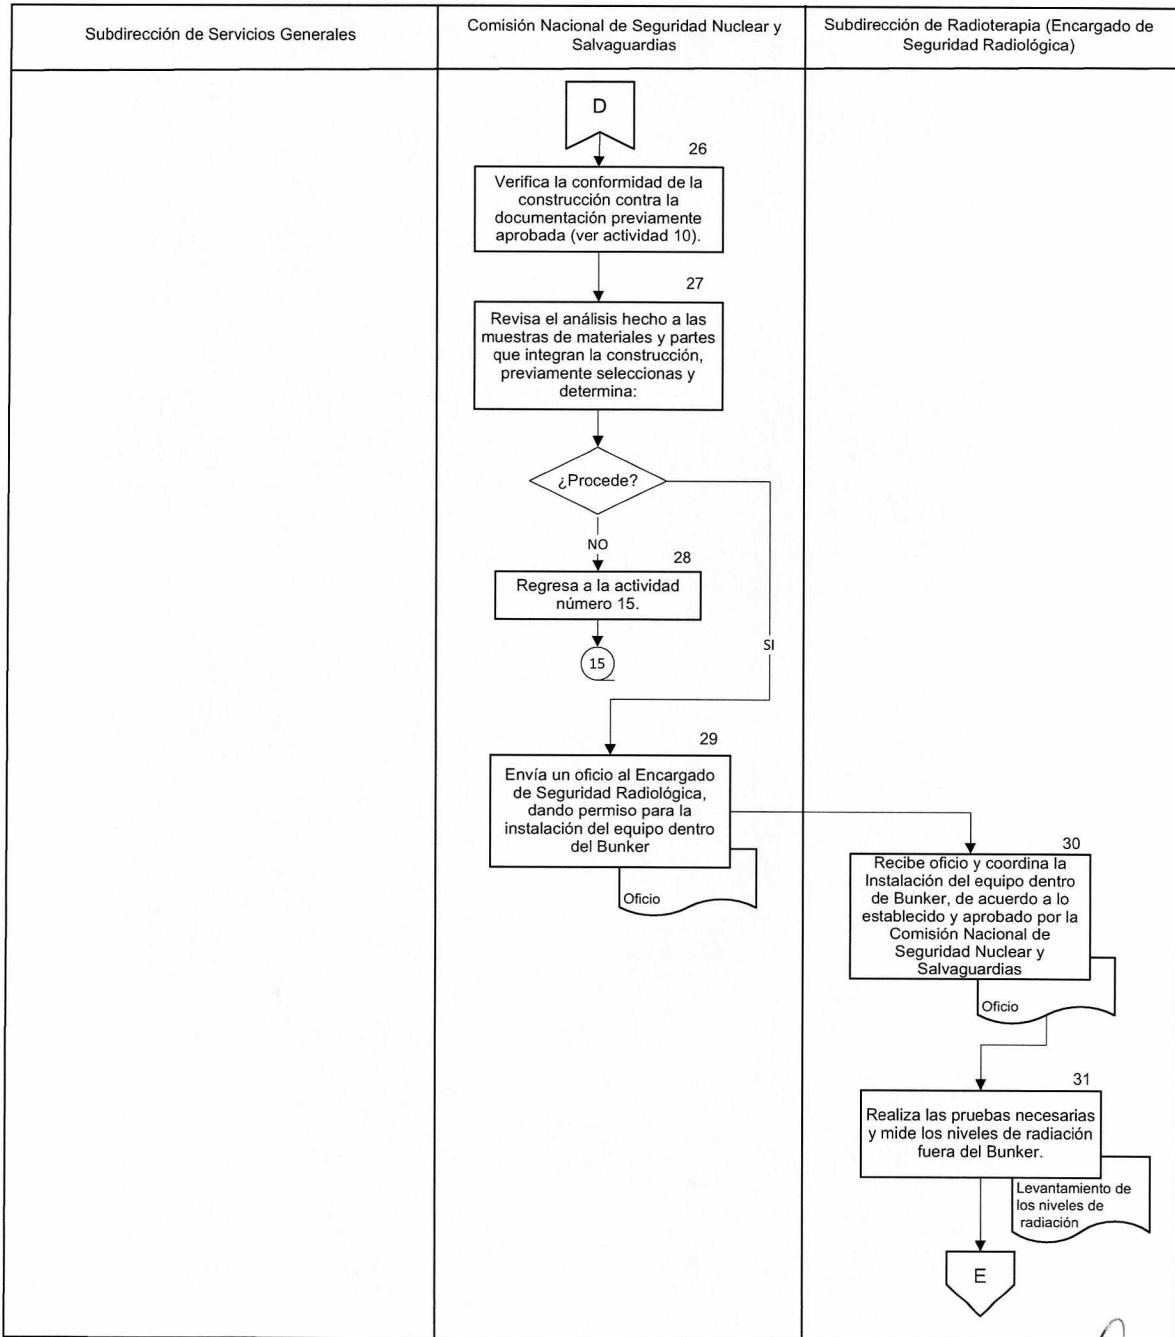 Subdirección de Servicios Generales
Comisión Nacional de Seguridad Nuclear y
Salvaguardias
Subdirección de Radioterapia (Encargado de
Seguridad Radiológica)
D
26
Verifica la conformidad de la
construcción contra la
documentación previamente
aprobada (ver actividad 10).
27
Revisa el análisis hecho a las
muestras de materiales y partes
que integran la construcción,
previamente seleccionas y
determina:
¿Procede?
NO
28
Regresa a la actividad
número 15.
15
SI
29
Envía un oficio al Encargado
de Seguridad Radiológica,
dando permiso para la
instalación del equipo dentro
del Bunker
Oficio
30
Recibe oficio y coordina la
Instalación del equipo dentro
de Bunker, de acuerdo a lo
establecido y aprobado por la
Comisión Nacional de
Seguridad Nuclear y
Salvaguardias
Oficio
31
Realiza las pruebas necesarias
y mide los niveles de radiación
fuera del Bunker.
Levantamiento de
los niveles de
radiación
E